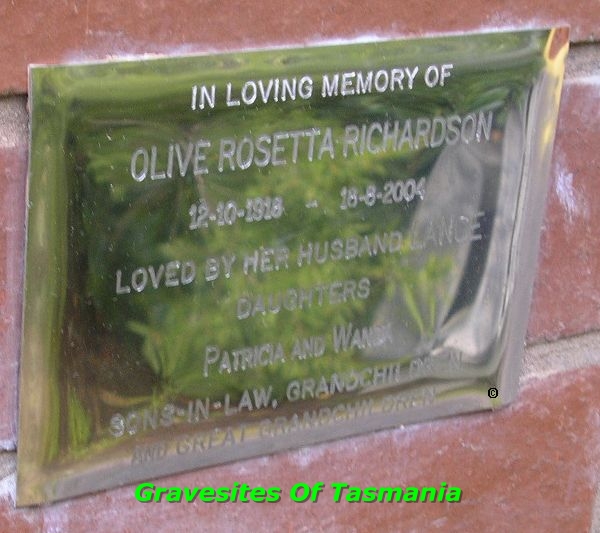 IN LOVING MEMORY OF
OLIVE ROSETTA RICHARDSON
12-10-1918 - 18-8-2004
LOVED BY HER HUSBAND LANCE
DAUGHTERS
PATRICIA AND WANDA
SONS-IN-LAW, GRANDCHILDREN
AND GREAT GRANDCHILDREN
©
Gravesites Of Tasmania